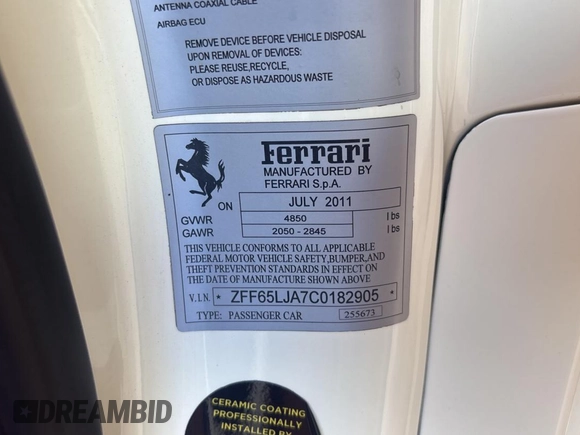 ANTENNA COAXIAL CABLE
AIRBAG ECU
REMOVE DEVICE BEFORE VEHICLE DISPOSAL
UPON REMOVAL OF DEVICES:
PLEASE REUSE,RECYCLE,
OR DISPOSE AS HAZARDOUS WASTE
Ferrari
MANUFACTURED BY
FERRARI S.p.A.
ON JULY 2011
GVWR 4850 lbs
GAWR 2050 - 2845 lbs
THIS VEHICLE CONFORMS TO ALL APPLICABLE
FEDERAL MOTOR VEHICLE SAFETY,BUMPER,AND
THEFT PREVENTION STANDARDS IN EFFECT ON
THE DATE OF MANUFACTURE SHOWN ABOVE
V.I.N. * ZFF65LJA7C0182905 *
TYPE: PASSENGER CAR 255673
CERAMIC COATING
PROFESSIONALLY
INSTALLED BY
DREAMBID